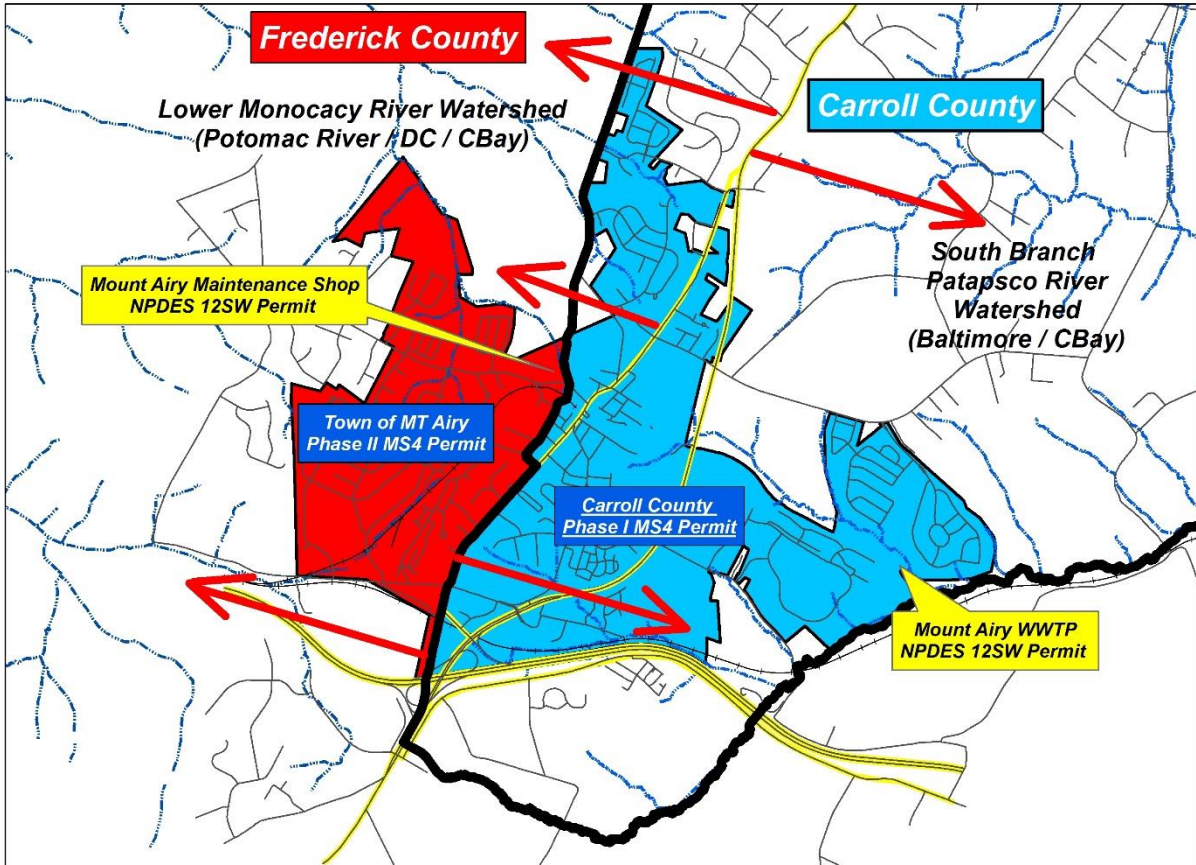 Frederick County
Lower Monocacy River Watershed
(Potomac River / DC / CBay)
Carroll County
South Branch
Patapsco River
Watershed
(Baltimore / CBay)
Mount Airy Maintenance Shop
NPDES 12SW Permit
Town of MT Airy
Phase II MS4 Permit
Carroll County
Phase I MS4 Permit
Mount Airy WWTP
NPDES 12SW Permit